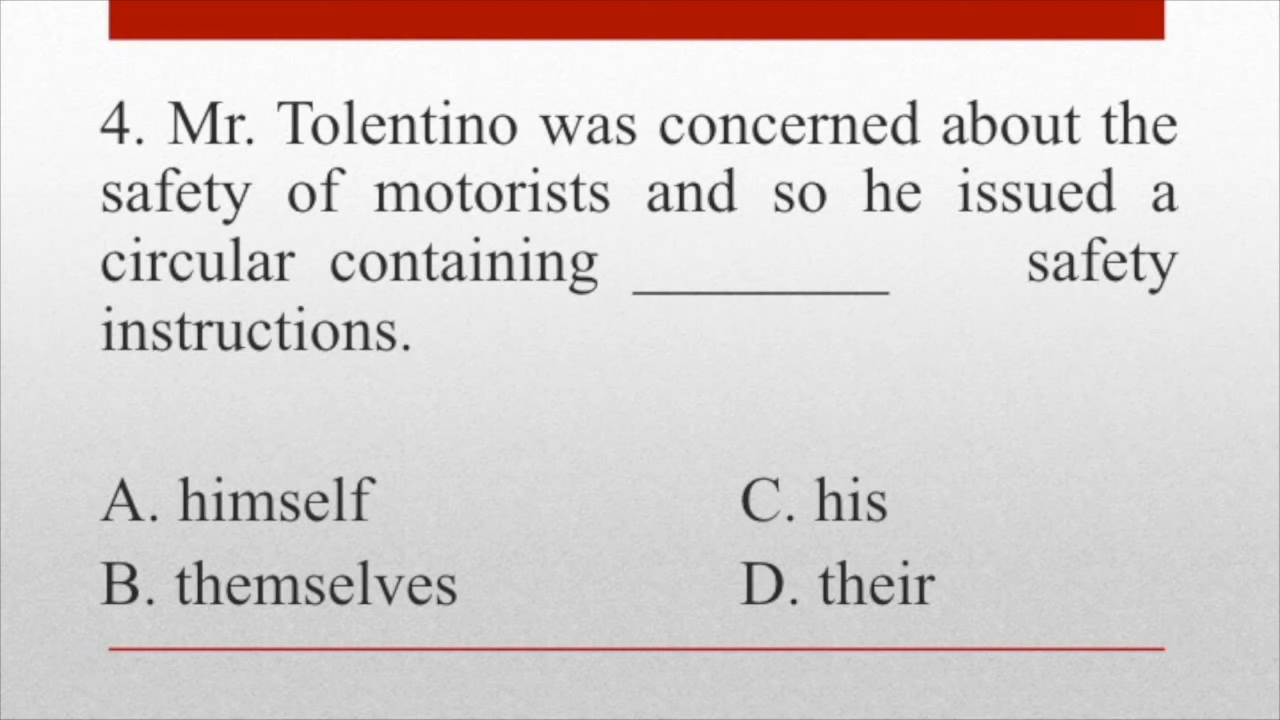 4. Mr. Tolentino was concerned about the
safety of motorists and so he issued a
circular containing _________ safety
instructions.
A. himself
C. his
B. themselves
D. their